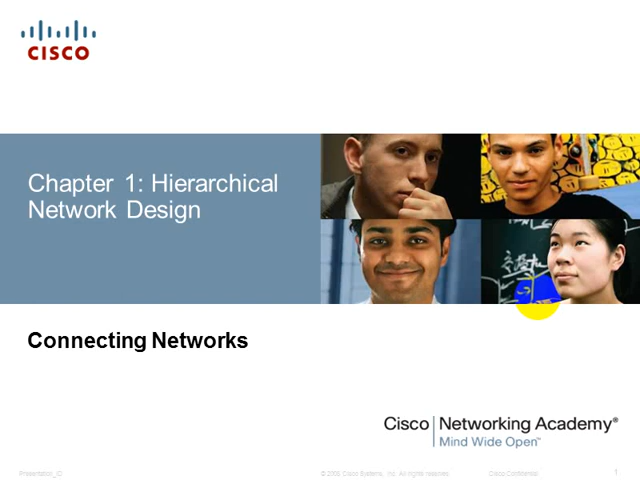 CISCO
Chapter 1: Hierarchical
Network Design
Connecting Networks
Cisco Networking Academy®
Mind Wide Open™
Presentation_ID
© 2008 Cisco Systems, Inc. All rights reserved.
Cisco Confidential
1